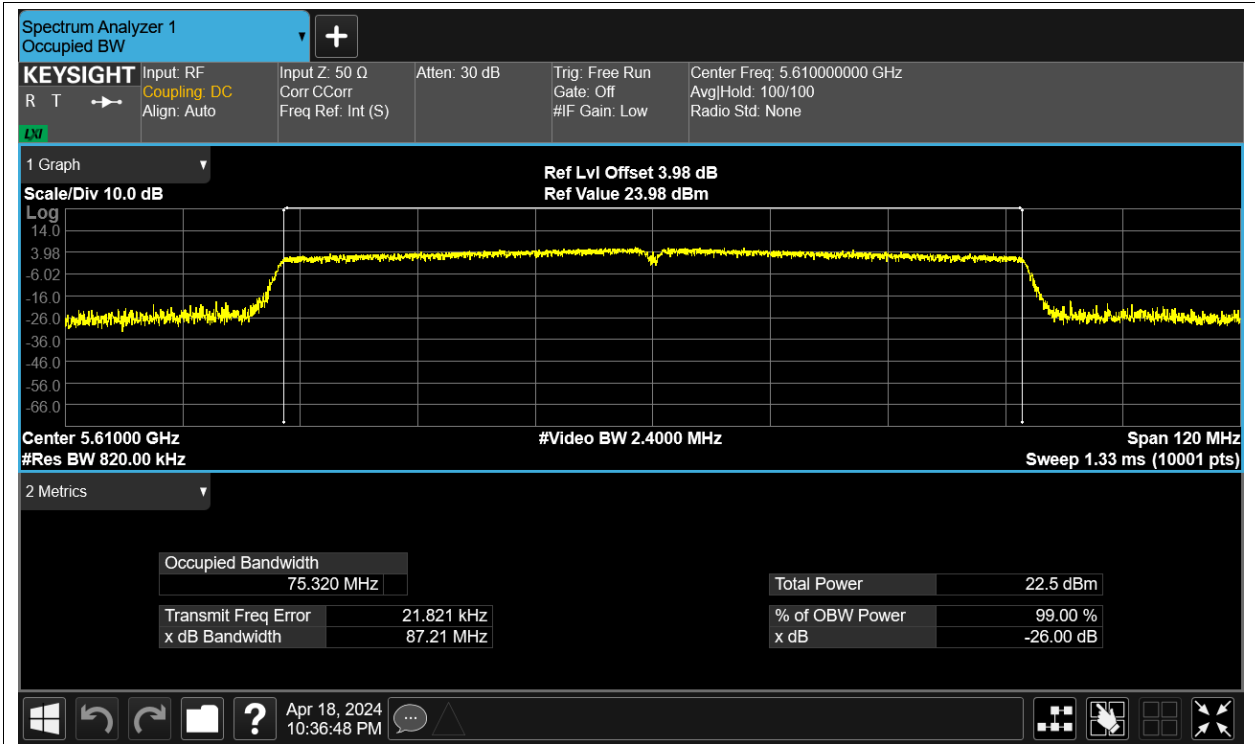 Spectrum Analyzer 1
Occupied BW
KEYSIGHT
R T
LXI
Input: RF
Coupling: DC
Align: Auto
Input Z: 50 Ω
Corr CCorr
Freq Ref: Int (S)
Atten: 30 dB
Trig: Free Run
Gate: Off
#IF Gain: Low
Center Freq: 5.610000000 GHz
Avg|Hold: 100/100
Radio Std: None
1 Graph
Ref Lvl Offset 3.98 dB
Scale/Div 10.0 dB
Ref Value 23.98 dBm
Log
14.0
3.98
-6.02
-16.0
-26.0
-36.0
-46.0
-56.0
-66.0
Center 5.61000 GHz
#Video BW 2.4000 MHz
Span 120 MHz
#Res BW 820.00 kHz
Sweep 1.33 ms (10001 pts)
2 Metrics
Occupied Bandwidth
75.320 MHz
Total Power 22.5 dBm
Transmit Freq Error 21.821 kHz
% of OBW Power 99.00 %
x dB Bandwidth 87.21 MHz
x dB -26.00 dB
?
Apr 18, 2024
10:36:48 PM